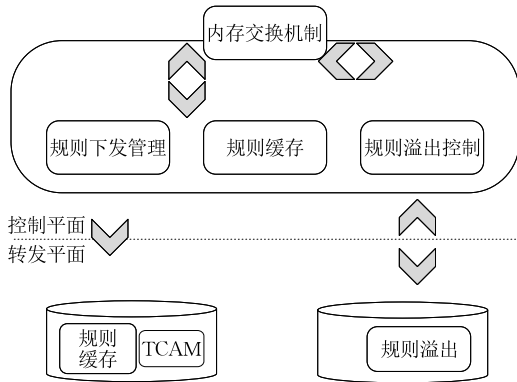 内存交换机制
规则下发管理
规则缓存
规则溢出控制
控制平面
转发平面
规则
缓存
TCAM
规则溢出